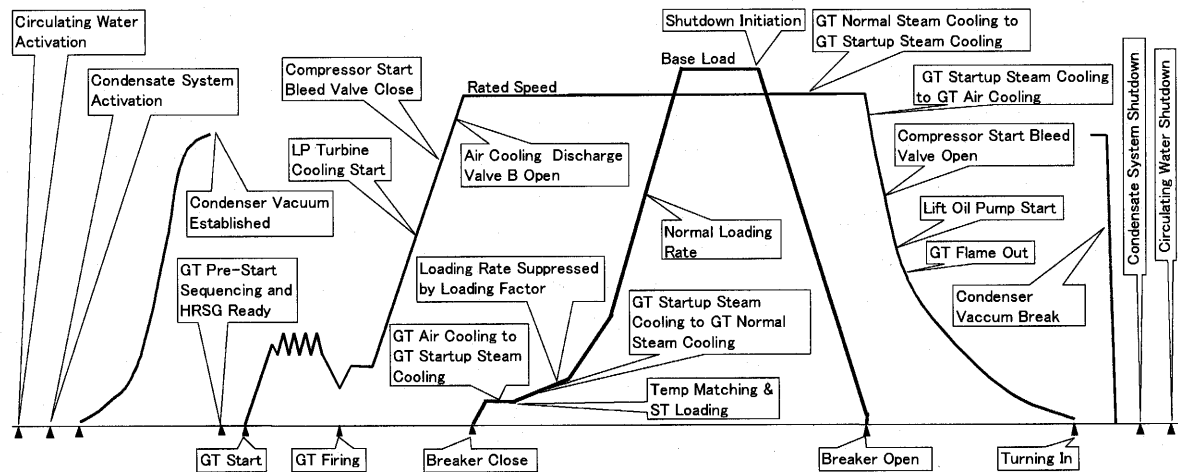 Circulating Water
Activation
Condensate System
Activation
Condenser Vacuum
Established
GT Pre-Start
Sequencing and
HRSG Ready
GT Start
GT Firing
Compressor Start
Bleed Valve Close
LP Turbine
Cooling Start
Rated Speed
Air Cooling Discharge
Valve B Open
Loading Rate Suppressed
by Loading Factor
GT Air Cooling to
GT Startup Steam
Cooling
Breaker Close
GT Startup Steam
Cooling to GT Normal
Steam Cooling
Temp Matching &
ST Loading
Normal Loading
Rate
Base Load
Shutdown Initiation
GT Normal Steam Cooling to
GT Startup Steam Cooling
GT Startup Steam Cooling
to GT Air Cooling
Compressor Start Bleed
Valve Open
Lift Oil Pump Start
GT Flame Out
Condenser
Vaccum Break
Breaker Open
Turning In
Condensate System Shutdown
Circulating Water Shutdown